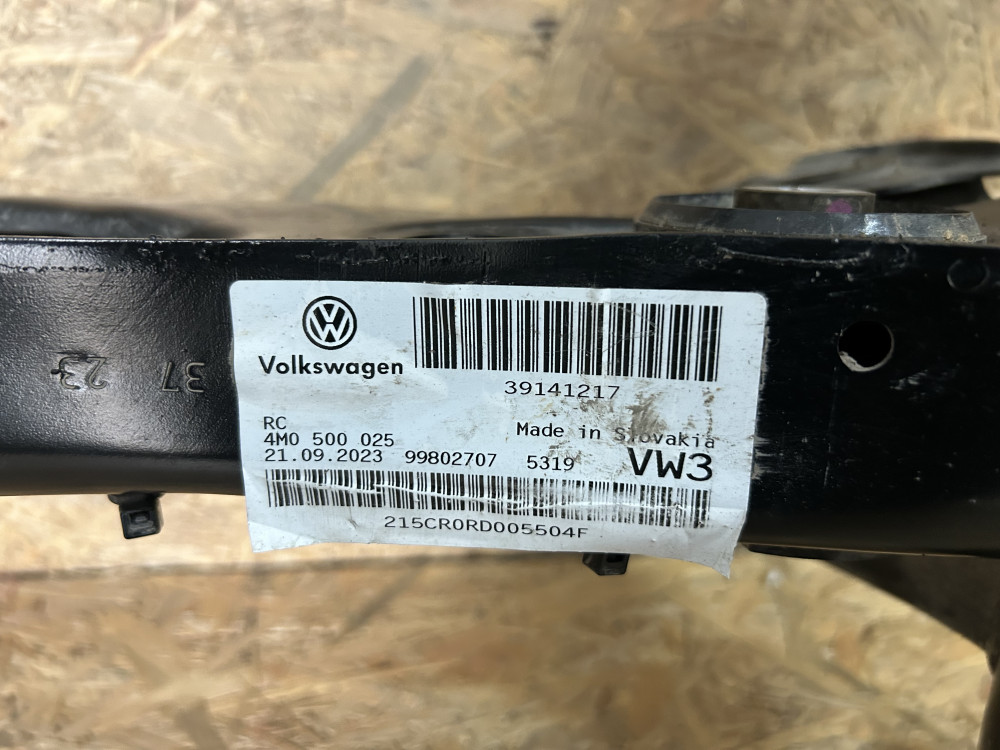 Volkswagen
39141217
RC
Made in Slovakia
4M0 500 025
21.09.2023 99802707 5319 VW3
215CR0RD005504F
37
23